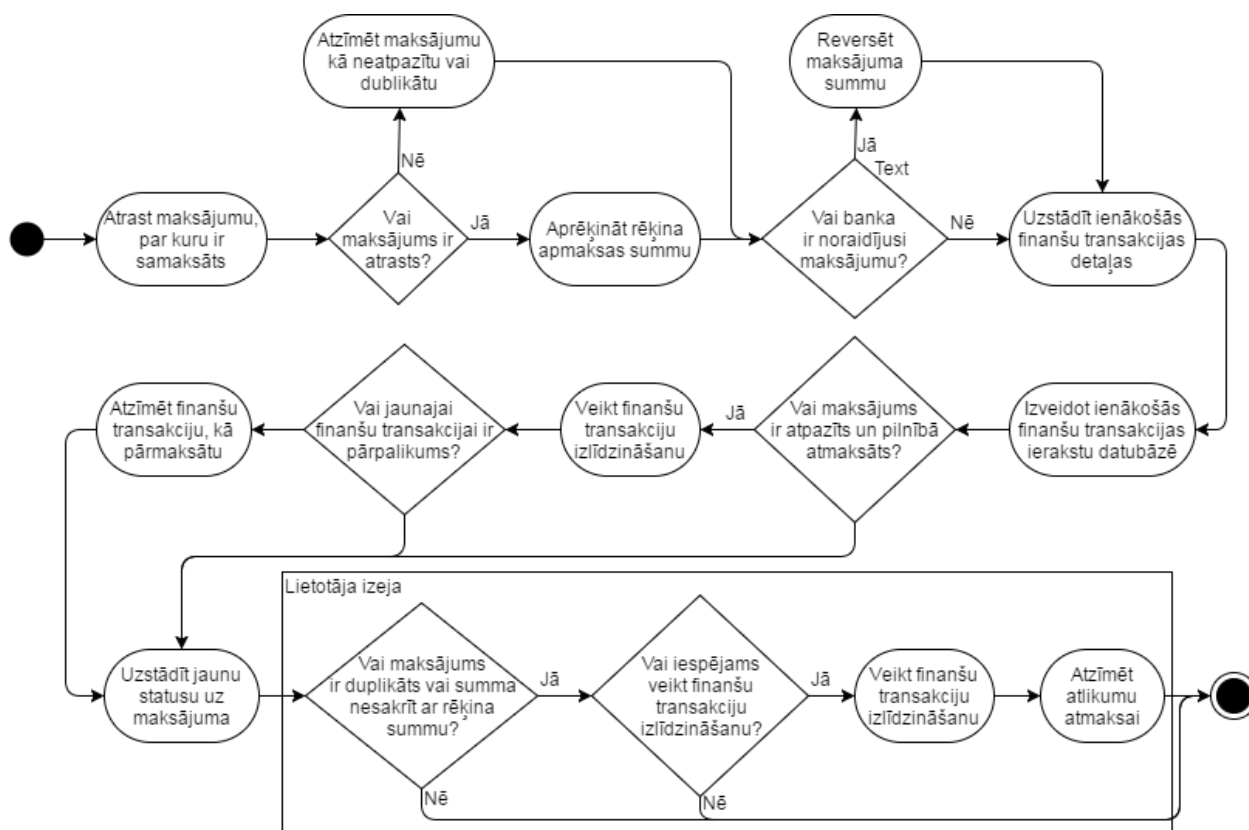 Atzīmēt maksājumu
kā neatpazītu vai
dublikātu
Reversēt
maksājuma
summu
Nē
Jā
Text
Atrast maksājumu,
par kuru ir
samaksāts
Vai
maksājums ir
atrasts?
Jā
Aprēķināt rēķina
apmaksas summu
Vai banka
ir noraidījusi
maksājumu?
Nē
Uzstādīt ienākošās
finanšu transakcijas
detaļas
Atzīmēt finanšu
transakciju, kā
pārmaksātu
Vai jaunajai
finanšu transakcijai ir
pārpalikums?
Veikt finanšu
transakciju
izlīdzināšanu
Jā
Vai maksājums
ir atpazīts un pilnībā
atmaksāts?
Izveidot ienākošās
finanšu transakcijas
ierakstu datubāzē
Lietotāja izeja
Uzstādīt jaunu
statusu uz
maksājuma
Vai maksājums
ir duplikāts vai summa
nesakrīt ar rēķina
summu?
Jā
Vai iespējams
veikt finanšu
transakciju
izlīdzināšanu?
Jā
Veikt finanšu
transakciju
izlīdzināšanu
Atzīmēt
atlikumu
atmaksai
Nē
Nē